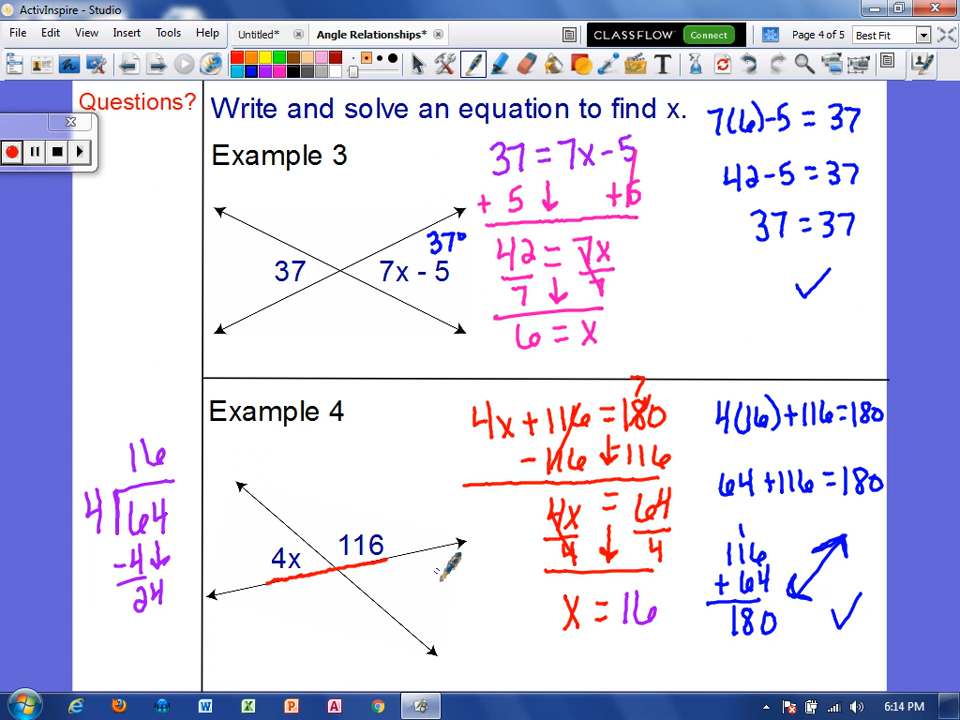 ActivInspire - Studio
File Edit View Insert Tools Help
Untitled*
Angle Relationships*
CLASSFLOW Connect
Page 4 of 5
Best Fit
Questions?
Write and solve an equation to find x.
Example 3
37
7x - 5
37°
37 = 7x - 5
+ 5 ↓ + 5
42 = 7x
7 ↓ 7
6 = x
7(6) - 5 = 37
42 - 5 = 37
37 = 37
✓
Example 4
4x
116
7
4x + 116 = 180
- 116 ↓ 116
4x = 64
4 ↓ 4
x = 16
4(16) + 116 = 180
64 + 116 = 180
1
116
+ 64
180
✓
16
4 64
- 4 ↓
24
6:14 PM